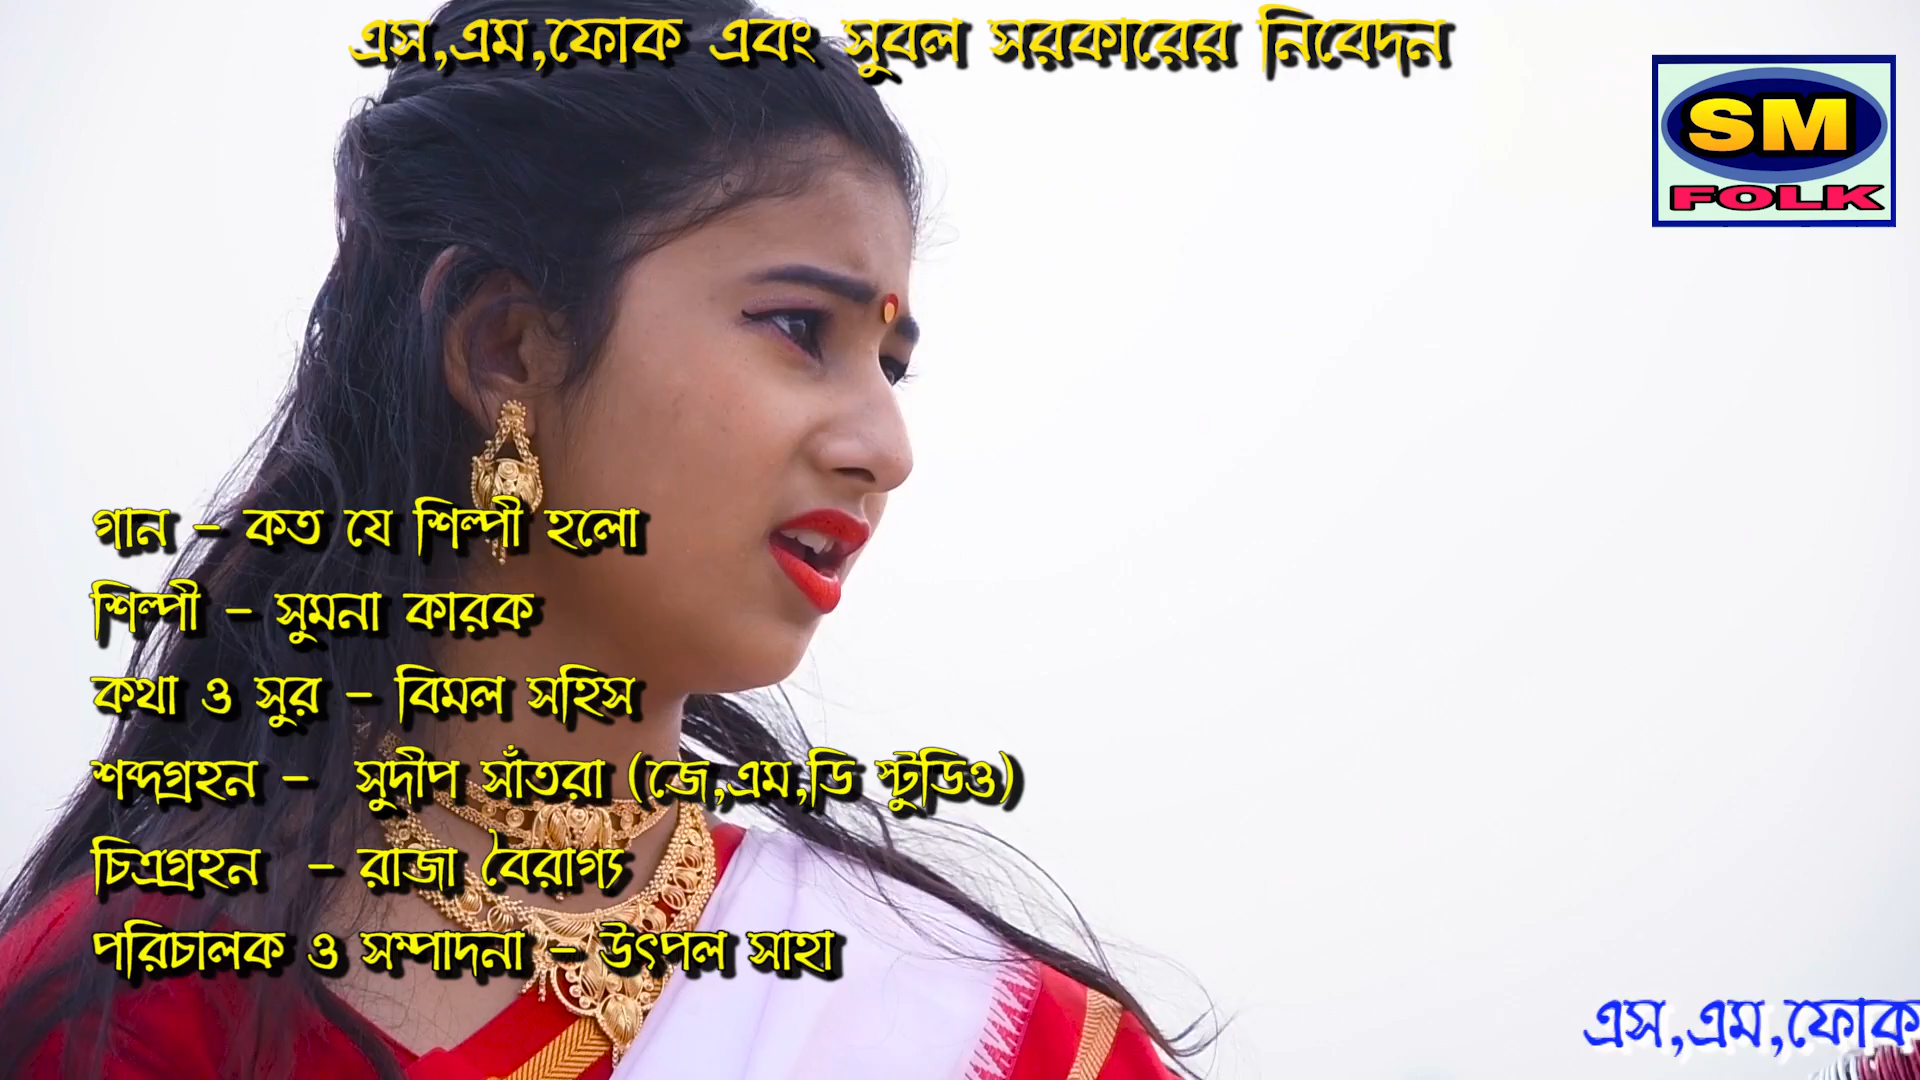 এস,এম,ফোক এবং সুবল সরকারের নিবেদন
SM
FOLK
গান - কত যে শিল্পী হলো
শিল্পী - সুমনা কারক
কথা ও সুর - বিমল সহিস
শব্দগ্রহন - সুদীপ সাঁতরা (জে,এম,ডি স্টুডিও)
চিত্রগ্রহন - রাজা বৈরাগ্য
পরিচালক ও সম্পাদনা - উৎপল সাহা
এস,এম,ফোক